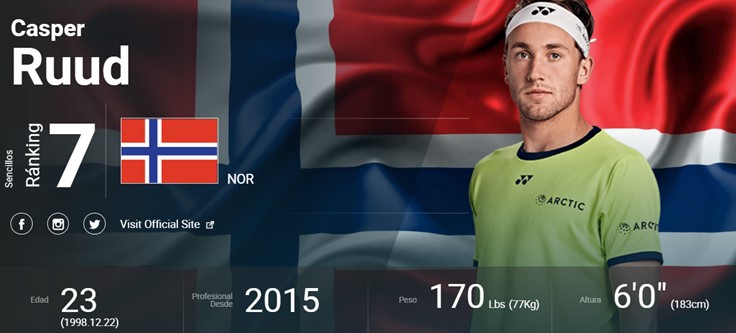 Casper
Ruud
Sencillos
Ránking
7
NOR
Visit Official Site
Edad
23
(1998.12.22)
Profesional
Desde
2015
Peso
170 Lbs (77Kg)
Altura
6'0" (183cm)
YONEX
ARCTIC
ARCTIC